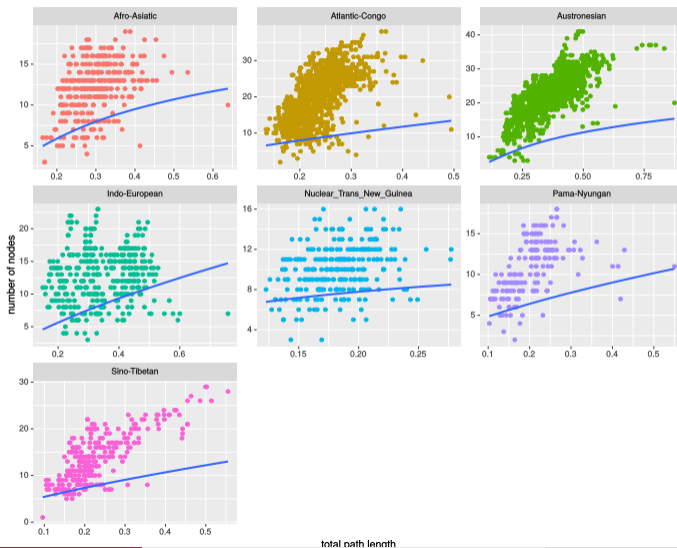 Afro-Asiatic
Atlantic-Congo
Austronesian
15
10
5
0.2 0.3 0.4 0.5 0.6
30
20
10
0.2 0.3 0.4 0.5
40
30
20
10
0.25 0.50 0.75
number of nodes
Indo-European
Nuclear_Trans_New_Guinea
Pama-Nyungan
20
15
10
5
0.2 0.4 0.6
16
12
8
4
0.15 0.20 0.25
15
10
5
0.1 0.2 0.3 0.4 0.5
Sino-Tibetan
30
20
10
0
0.1 0.2 0.3 0.4 0.5
total path length